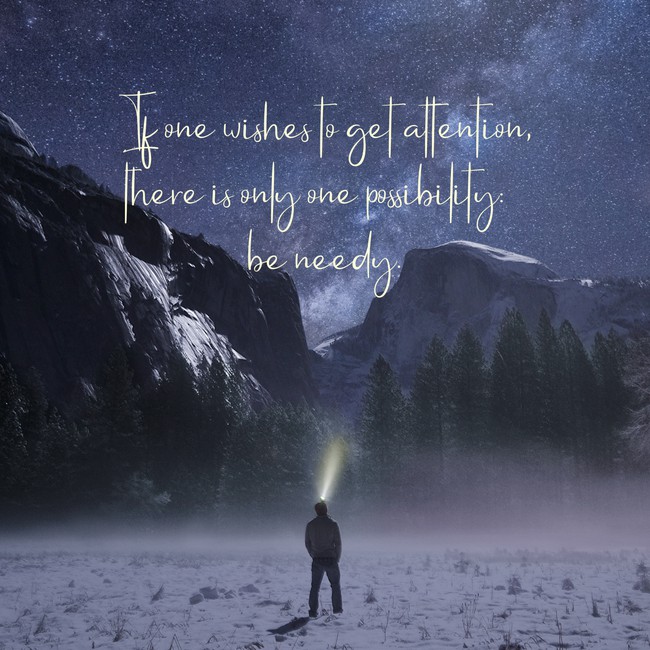 If one wishes to get attention,
there is only one possibility:
be needy.